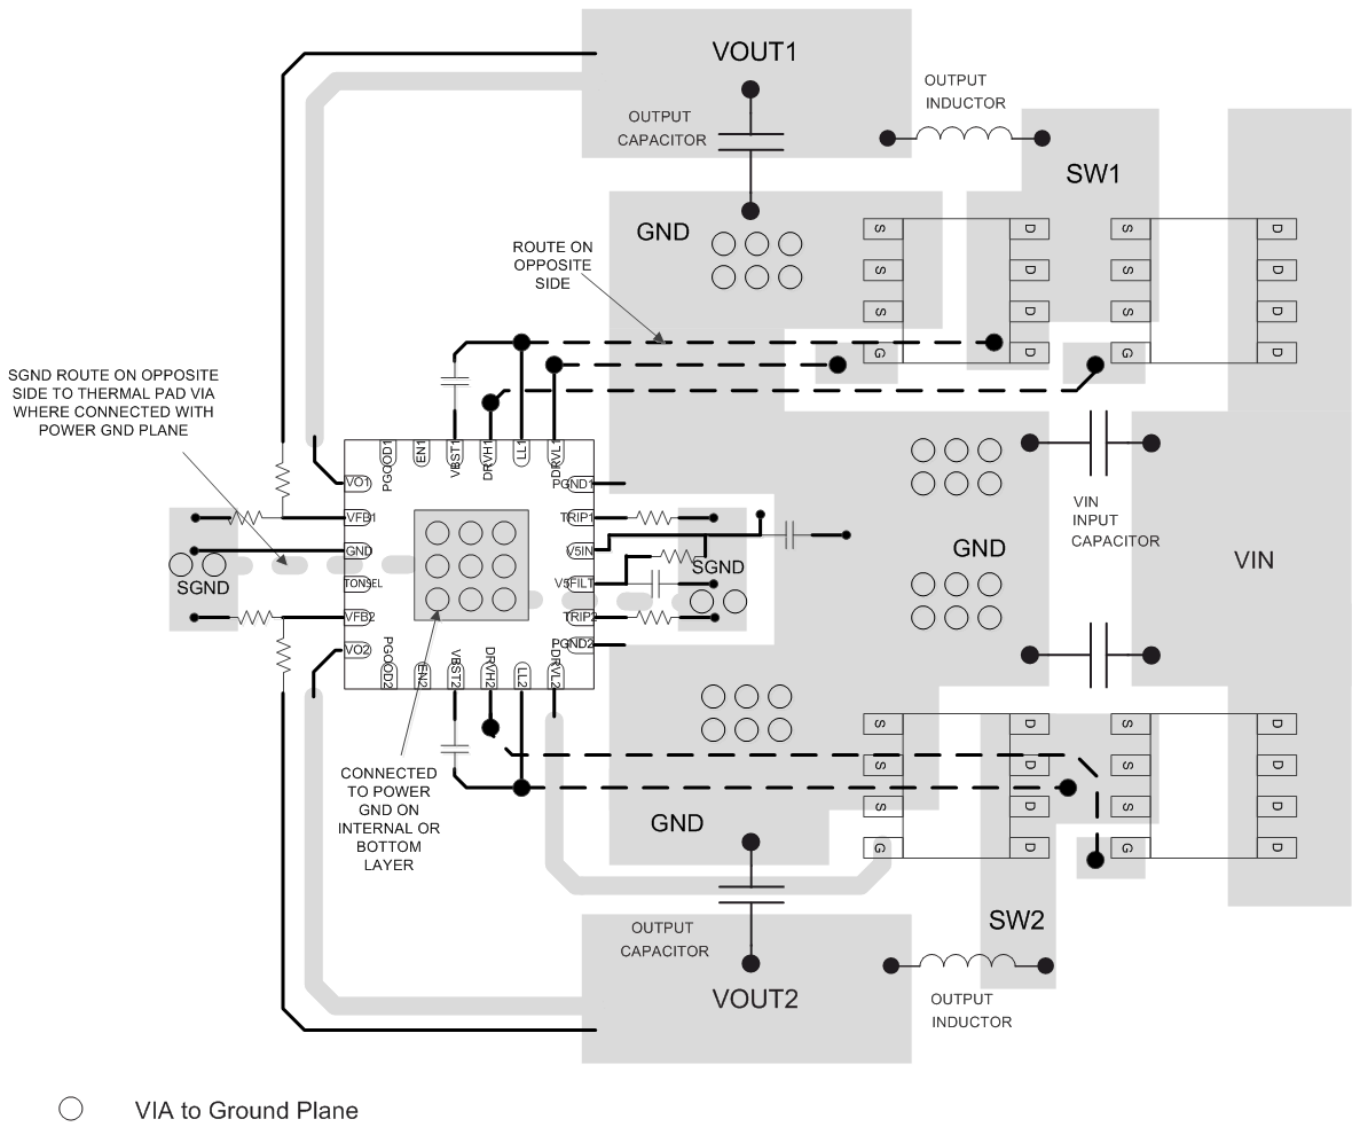 VOUT1
OUTPUT
CAPACITOR
OUTPUT
INDUCTOR
SW1
GND
S
S
S
G
D
D
D
D
S
S
S
G
D
D
D
D
ROUTE ON
OPPOSITE
SIDE
SGND ROUTE ON OPPOSITE
SIDE TO THERMAL PAD VIA
WHERE CONNECTED WITH
POWER GND PLANE
PGOOD1
EN1
VBST1
DRVH1
LL1
DRVL1
VO1
VFB1
GND
TONSEL
VFB2
VO2
PGND1
TRIP1
V5IN
V5FILT
TRIP2
PGND2
PGOOD2
EN2
VBST2
DRVH2
LL2
DRVL2
SGND
SGND
VIN
INPUT
CAPACITOR
GND
VIN
CONNECTED
TO POWER
GND ON
INTERNAL OR
BOTTOM
LAYER
GND
S
S
S
G
D
D
D
D
S
S
S
G
D
D
D
D
SW2
OUTPUT
CAPACITOR
VOUT2
OUTPUT
INDUCTOR
VIA to Ground Plane